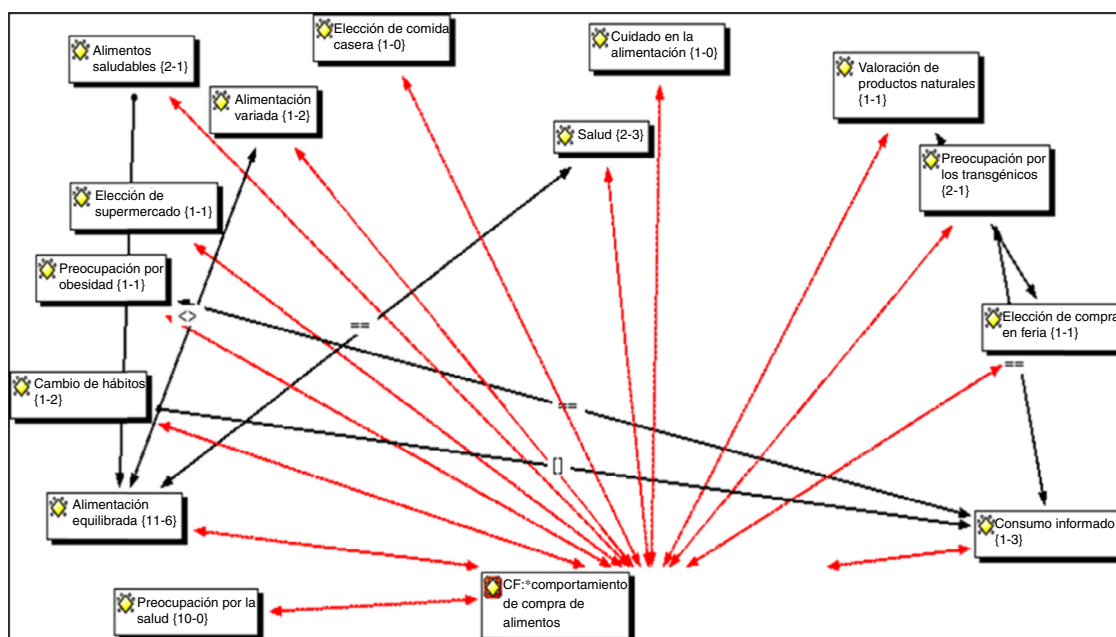 Elección de comida
casera {1-0}
Cuidado en la
alimentación {1-0}
Alimentos
saludables {2-1}
Valoración de
productos naturales
{1-1}
Alimentación
variada {1-2}
Salud {2-3}
Preocupación por
los transgénicos
{2-1}
Elección de
supermercado {1-1}
Preocupación por
obesidad {1-1}
<>
==
Elección de compra
en feria {1-1}
==
Cambio de hábitos
{1-2}
==
[]
Alimentación
equilibrada {11-6}
Consumo informado
{1-3}
CF:*comportamiento
de compra de
alimentos
Preocupación por la
salud {10-0}